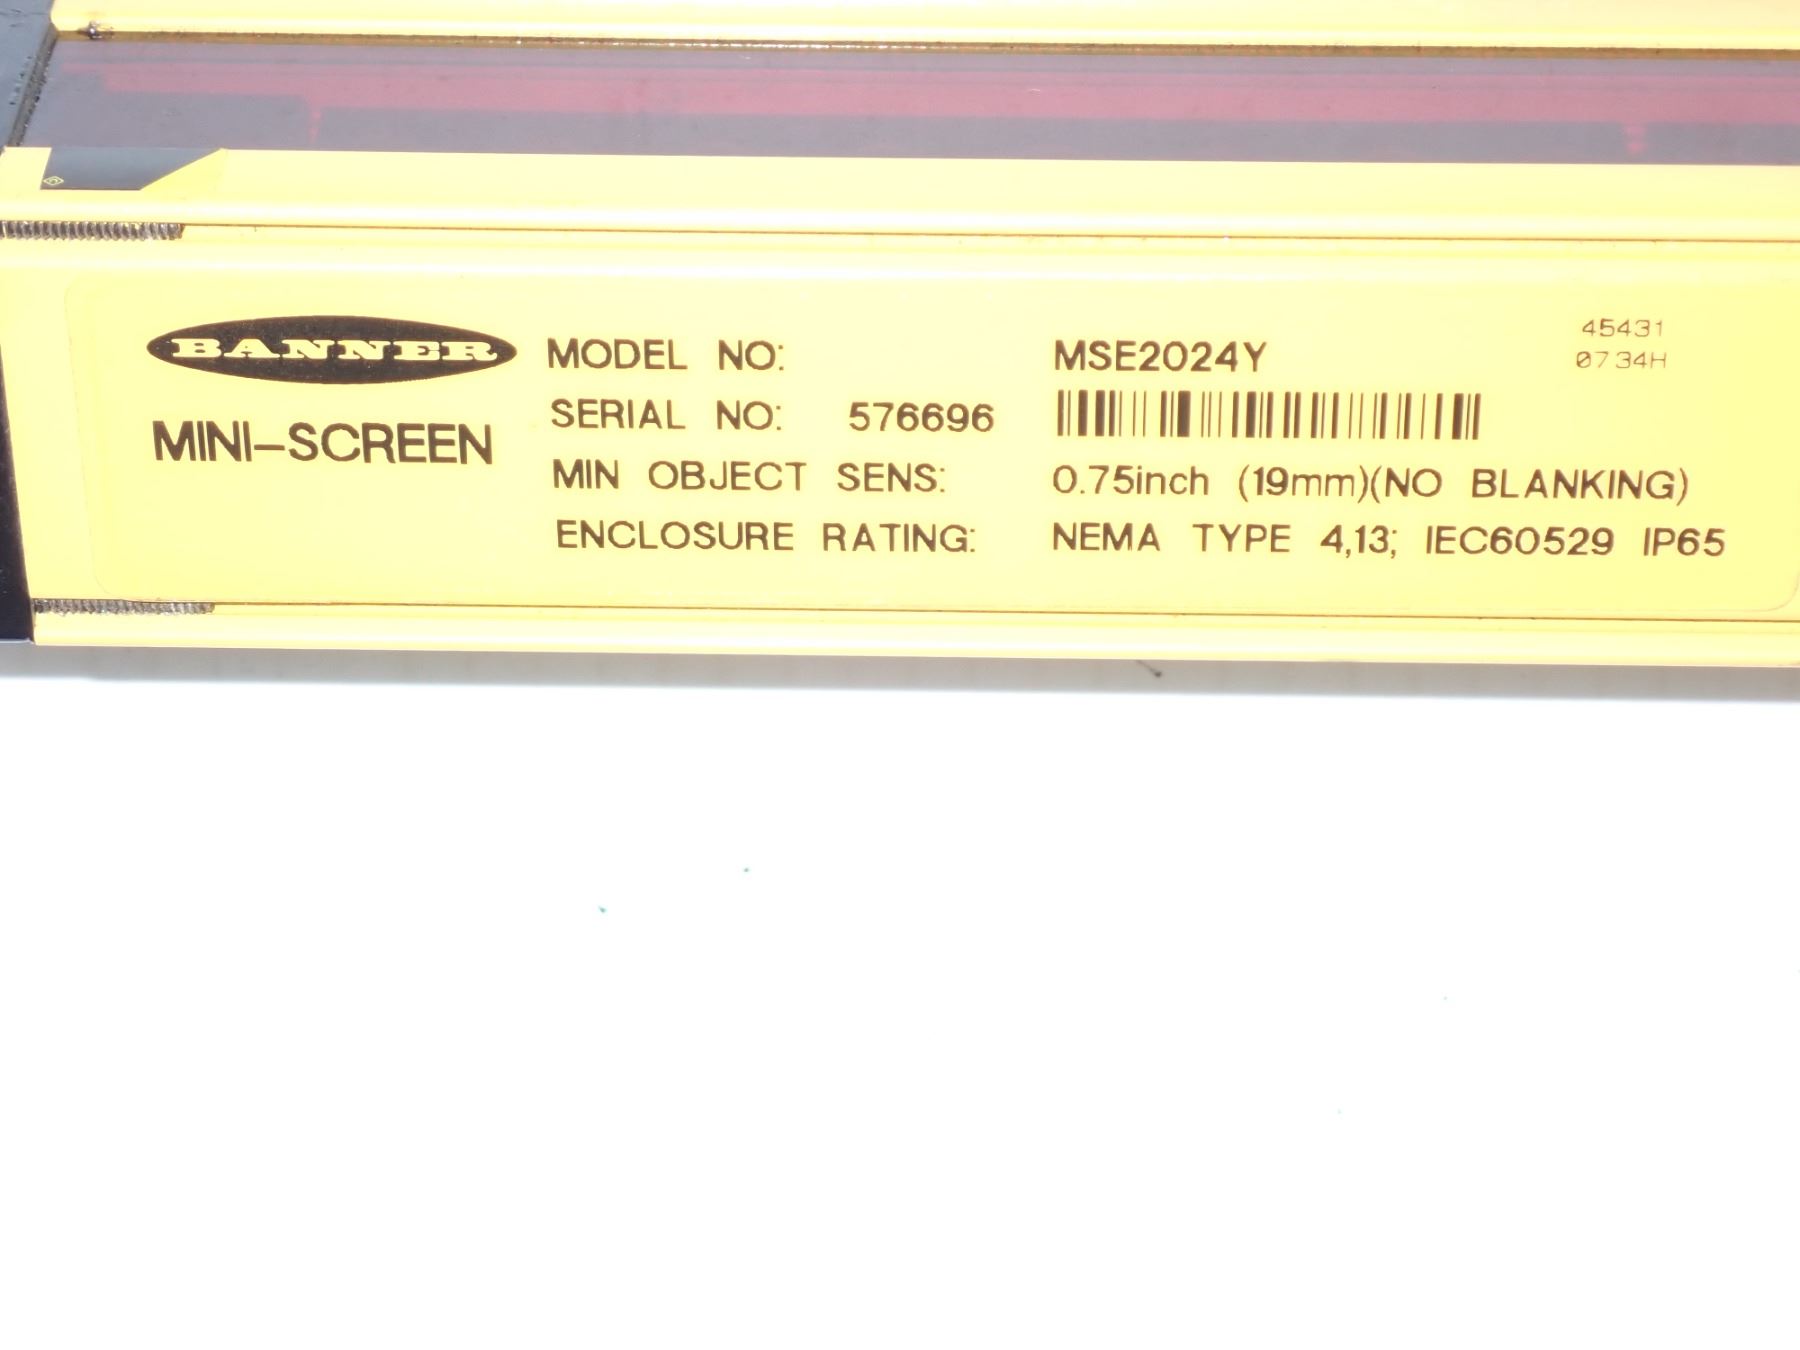 BANNER
MINI-SCREEN
MODEL NO: MSE2024Y
SERIAL NO: 576696
MIN OBJECT SENS: 0.75inch (19mm)(NO BLANKING)
ENCLOSURE RATING: NEMA TYPE 4,13; IEC60529 IP65
45431
0734H